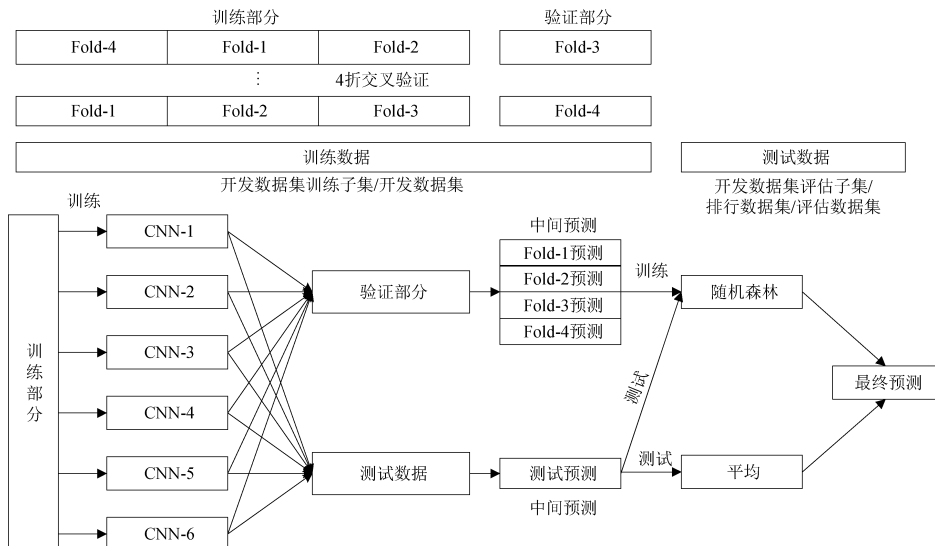 训练部分 验证部分
Fold-4 Fold-1 Fold-2 Fold-3
⋮ 4折交叉验证
Fold-1 Fold-2 Fold-3 Fold-4
训练数据 测试数据
开发数据集训练子集/开发数据集
开发数据集评估子集/
排行数据集/评估数据集
训练部分
训练
CNN-1
CNN-2
CNN-3
CNN-4
CNN-5
CNN-6
验证部分
测试数据
中间预测
Fold-1预测
Fold-2预测
Fold-3预测
Fold-4预测
测试预测
中间预测
训练
测试
测试
随机森林
平均
最终预测